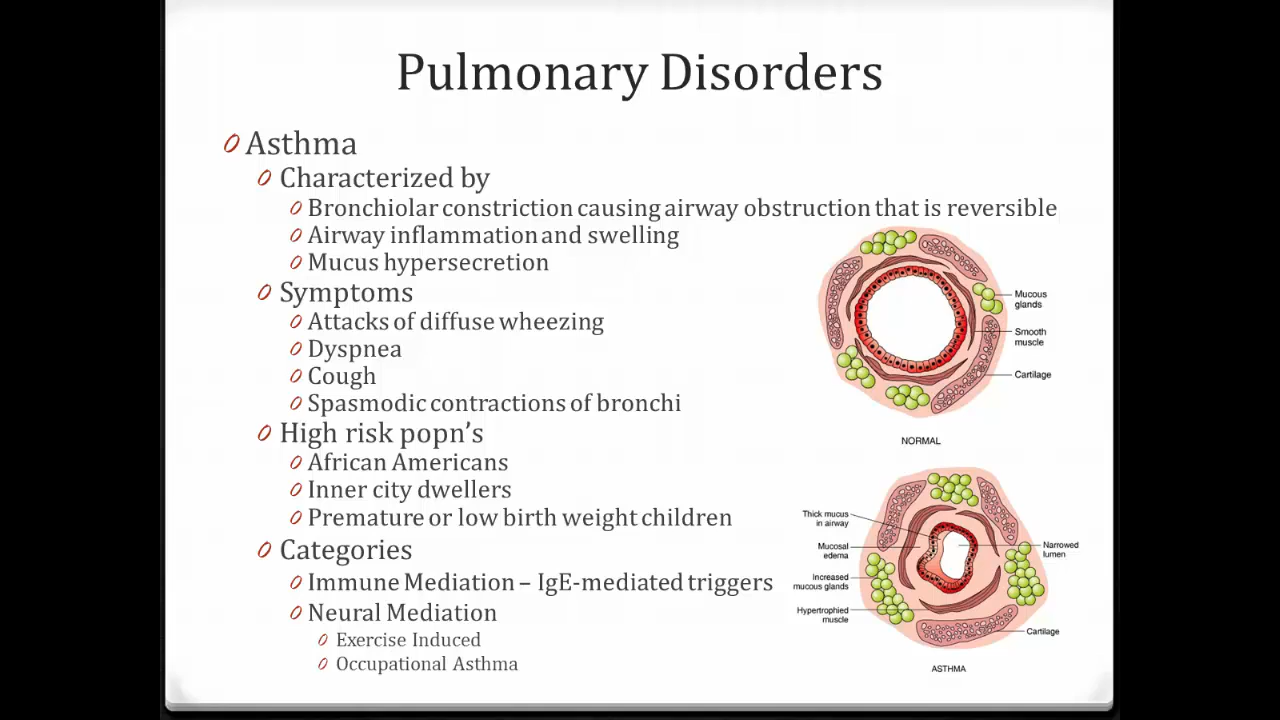 Pulmonary Disorders
Asthma
Characterized by
Bronchiolar constriction causing airway obstruction that is reversible
Airway inflammation and swelling
Mucus hypersecretion
Symptoms
Attacks of diffuse wheezing
Dyspnea
Cough
Spasmodic contractions of bronchi
High risk popn's
African Americans
Inner city dwellers
Premature or low birth weight children
Categories
Immune Mediation – IgE-mediated triggers
Neural Mediation
Exercise Induced
Occupational Asthma
Mucous
glands
Smooth
muscle
Cartilage
NORMAL
Thick mucus
in airway
Mucosal
edema
Increased
mucous glands
Hypertrophied
muscle
Narrowed
lumen
Cartilage
ASTHMA